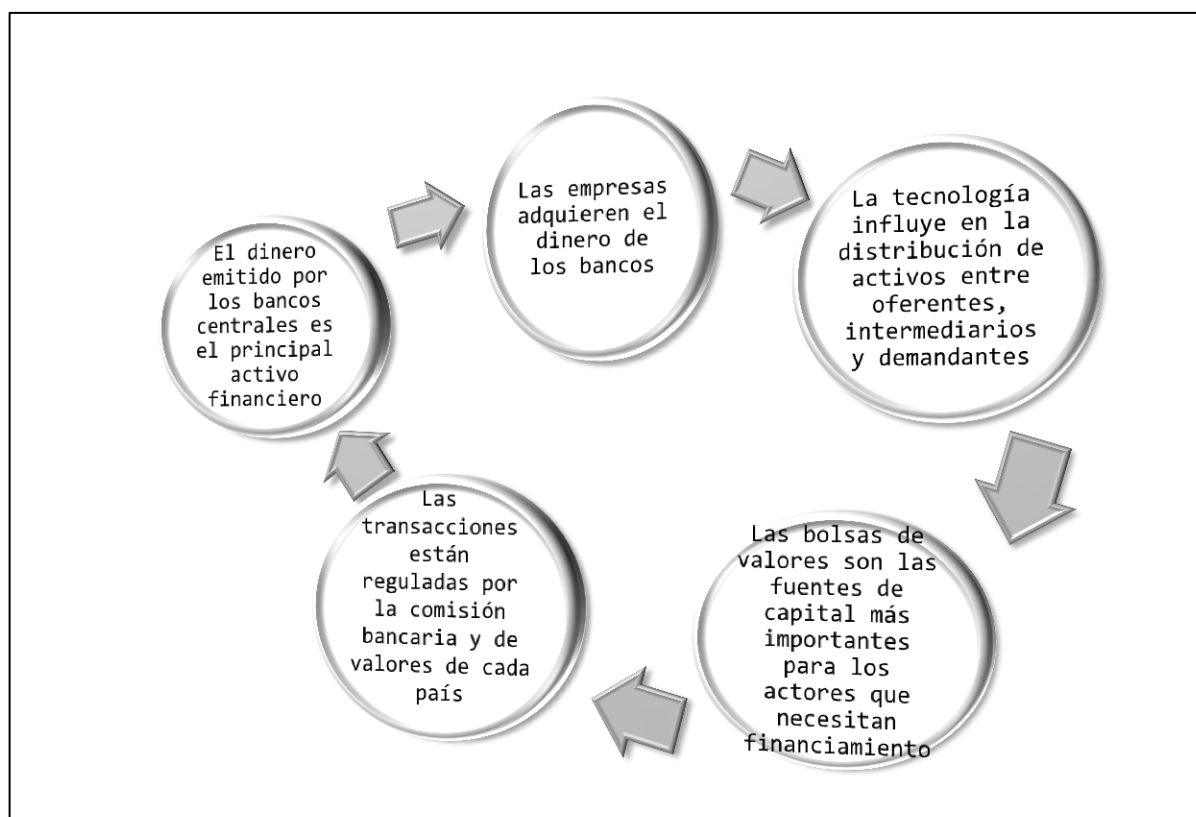 El dinero
emitido por
los bancos
centrales es
el principal
activo
financiero
Las empresas
adquieren el
dinero de
los bancos
La tecnología
influye en la
distribución de
activos entre
oferentes,
intermediarios
y demandantes
Las bolsas de
valores son las
fuentes de
capital más
importantes
para los
actores que
necesitan
financiamiento
Las
transacciones
están
reguladas por
la comisión
bancaria y de
valores de cada
país